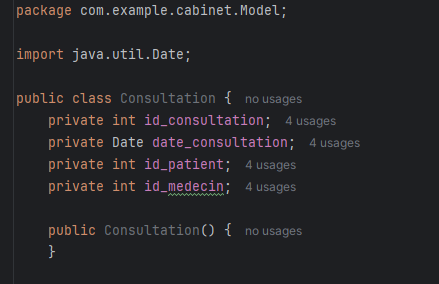 package com.example.cabinet.Model;
import java.util.Date;
public class Consultation { no usages
private int id_consultation; 4 usages
private Date date_consultation; 4 usages
private int id_patient; 4 usages
private int id_medecin; 4 usages
public Consultation() { no usages
}